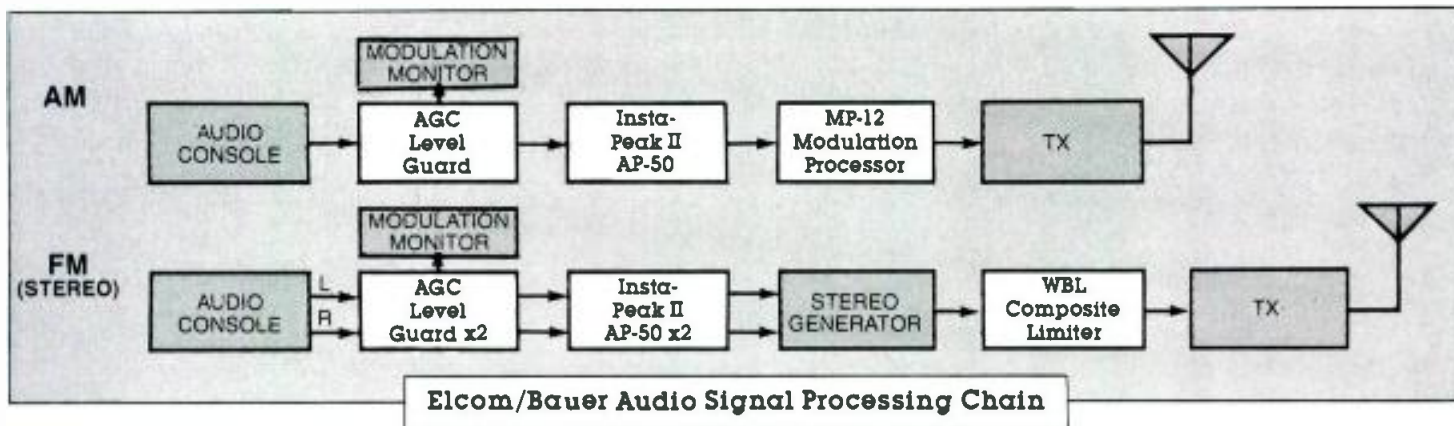 AM
MODULATION
MONITOR
AUDIO
CONSOLE
AGC
Level
Guard
Insta-
Peak II
AP-50
MP-12
Modulation
Processor
TX
FM
(STEREO)
MODULATION
MONITOR
AUDIO
CONSOLE
L
R
AGC
Level
Guard x2
Insta-
Peak II
AP-50 x2
STEREO
GENERATOR
WBL
Composite
Limiter
TX
Elcom/Bauer Audio Signal Processing Chain